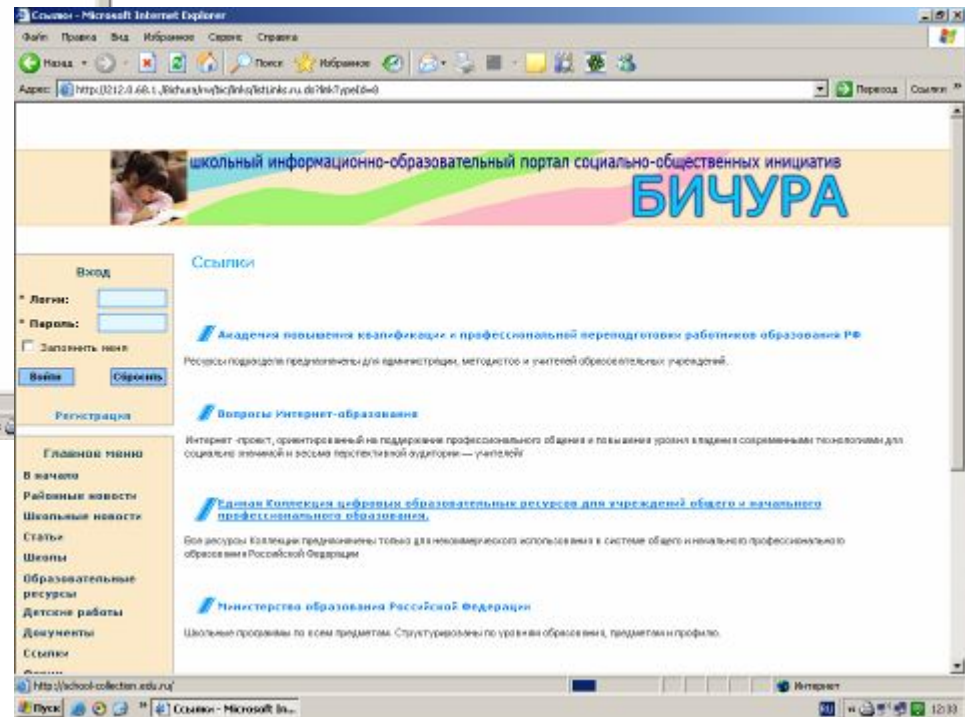 Ссылки - Microsoft Internet Explorer
Файл Правка Вид Избранное Сервис Справка
Назад Поиск Избранное
Адрес: Переход Ссылки
школьный информационно-образовательный портал социально-общественных инициатив
БИЧУРА
Вход
* Логин:
* Пароль:
Запомнить меня
Войти Сбросить
Регистрация
Главное меню
В начало
Районные новости
Школьные новости
Статьи
Школы
Образовательные
ресурсы
Детские работы
Документы
Ссылки
Ссылки
Академия повышения квалификации и профессиональной переподготовки работников образования РФ
Ресурсы подраздела предназначены для администрации, методистов и учителей образовательных учреждений.
Вопросы Интернет-образования
Интернет -проект, ориентированный на поддержание профессионального общения и повышения уровня владения современными технологиями для
социально значимой и весьма перспективной аудитории — учителей/
Единая Коллекция цифровых образовательных ресурсов для учреждений общего и начального
профессионального образования.
Все ресурсы Коллекции предназначены только для некоммерческого использования в системе общего и начального профессионального
образования Российской Федерации
Министерство образования Российской Федерации
Школьные программы по всем предметам. Структурированы по уровням образования, предметам и профилю.
http://school-collection.edu.ru/
Интернет
Пуск
Ссылки - Microsoft In...
12:33